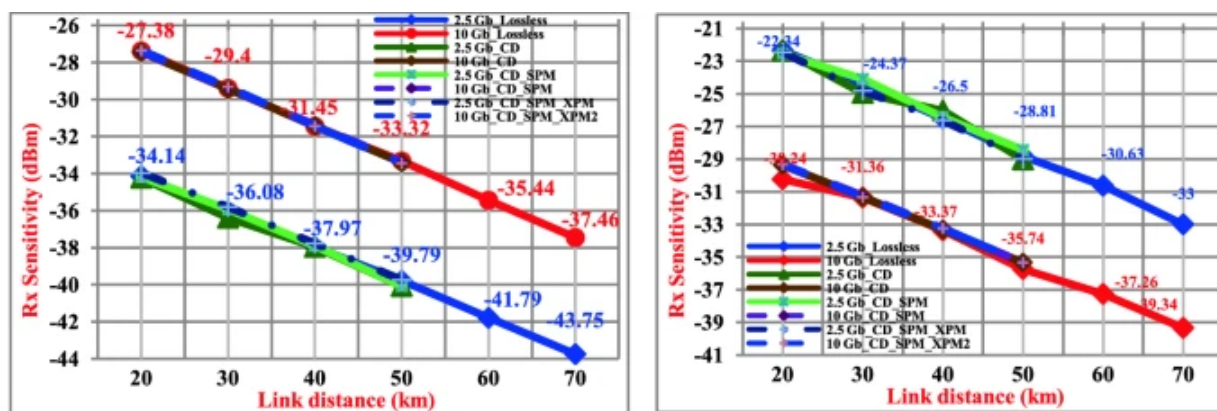 -26
-28
-30
-32
-34
-36
-38
-40
-42
-44
Rx Sensitivity (dBm)
20 30 40 50 60 70
Link distance (km)
2.5 Gb_Lossless
10 Gb_Lossless
2.5 Gb_CD
10 Gb_CD
2.5 Gb_CD_SPM
10 Gb_CD_SPM
2.5 Gb_CD_SPM_XPM
10 Gb_CD_SPM_XPM2
-27.38
-29.4
-31.45
-33.32
-35.44
-37.46
-34.14
-36.08
-37.97
-39.79
-41.79
-43.75
-21
-23
-25
-27
-29
-31
-33
-35
-37
-39
-41
Rx Sensitivity (dBm)
20 30 40 50 60 70
Link distance (km)
-22.34
-24.37
-26.5
-28.81
-30.63
-33
-30.24
-31.36
-33.37
-35.74
-37.26
-39.34
2.5 Gb_Lossless
10 Gb_Lossless
2.5 Gb_CD
10 Gb_CD
2.5 Gb_CD_SPM
10 Gb_CD_SPM
2.5 Gb_CD_SPM_XPM
10 Gb_CD_SPM_XPM2